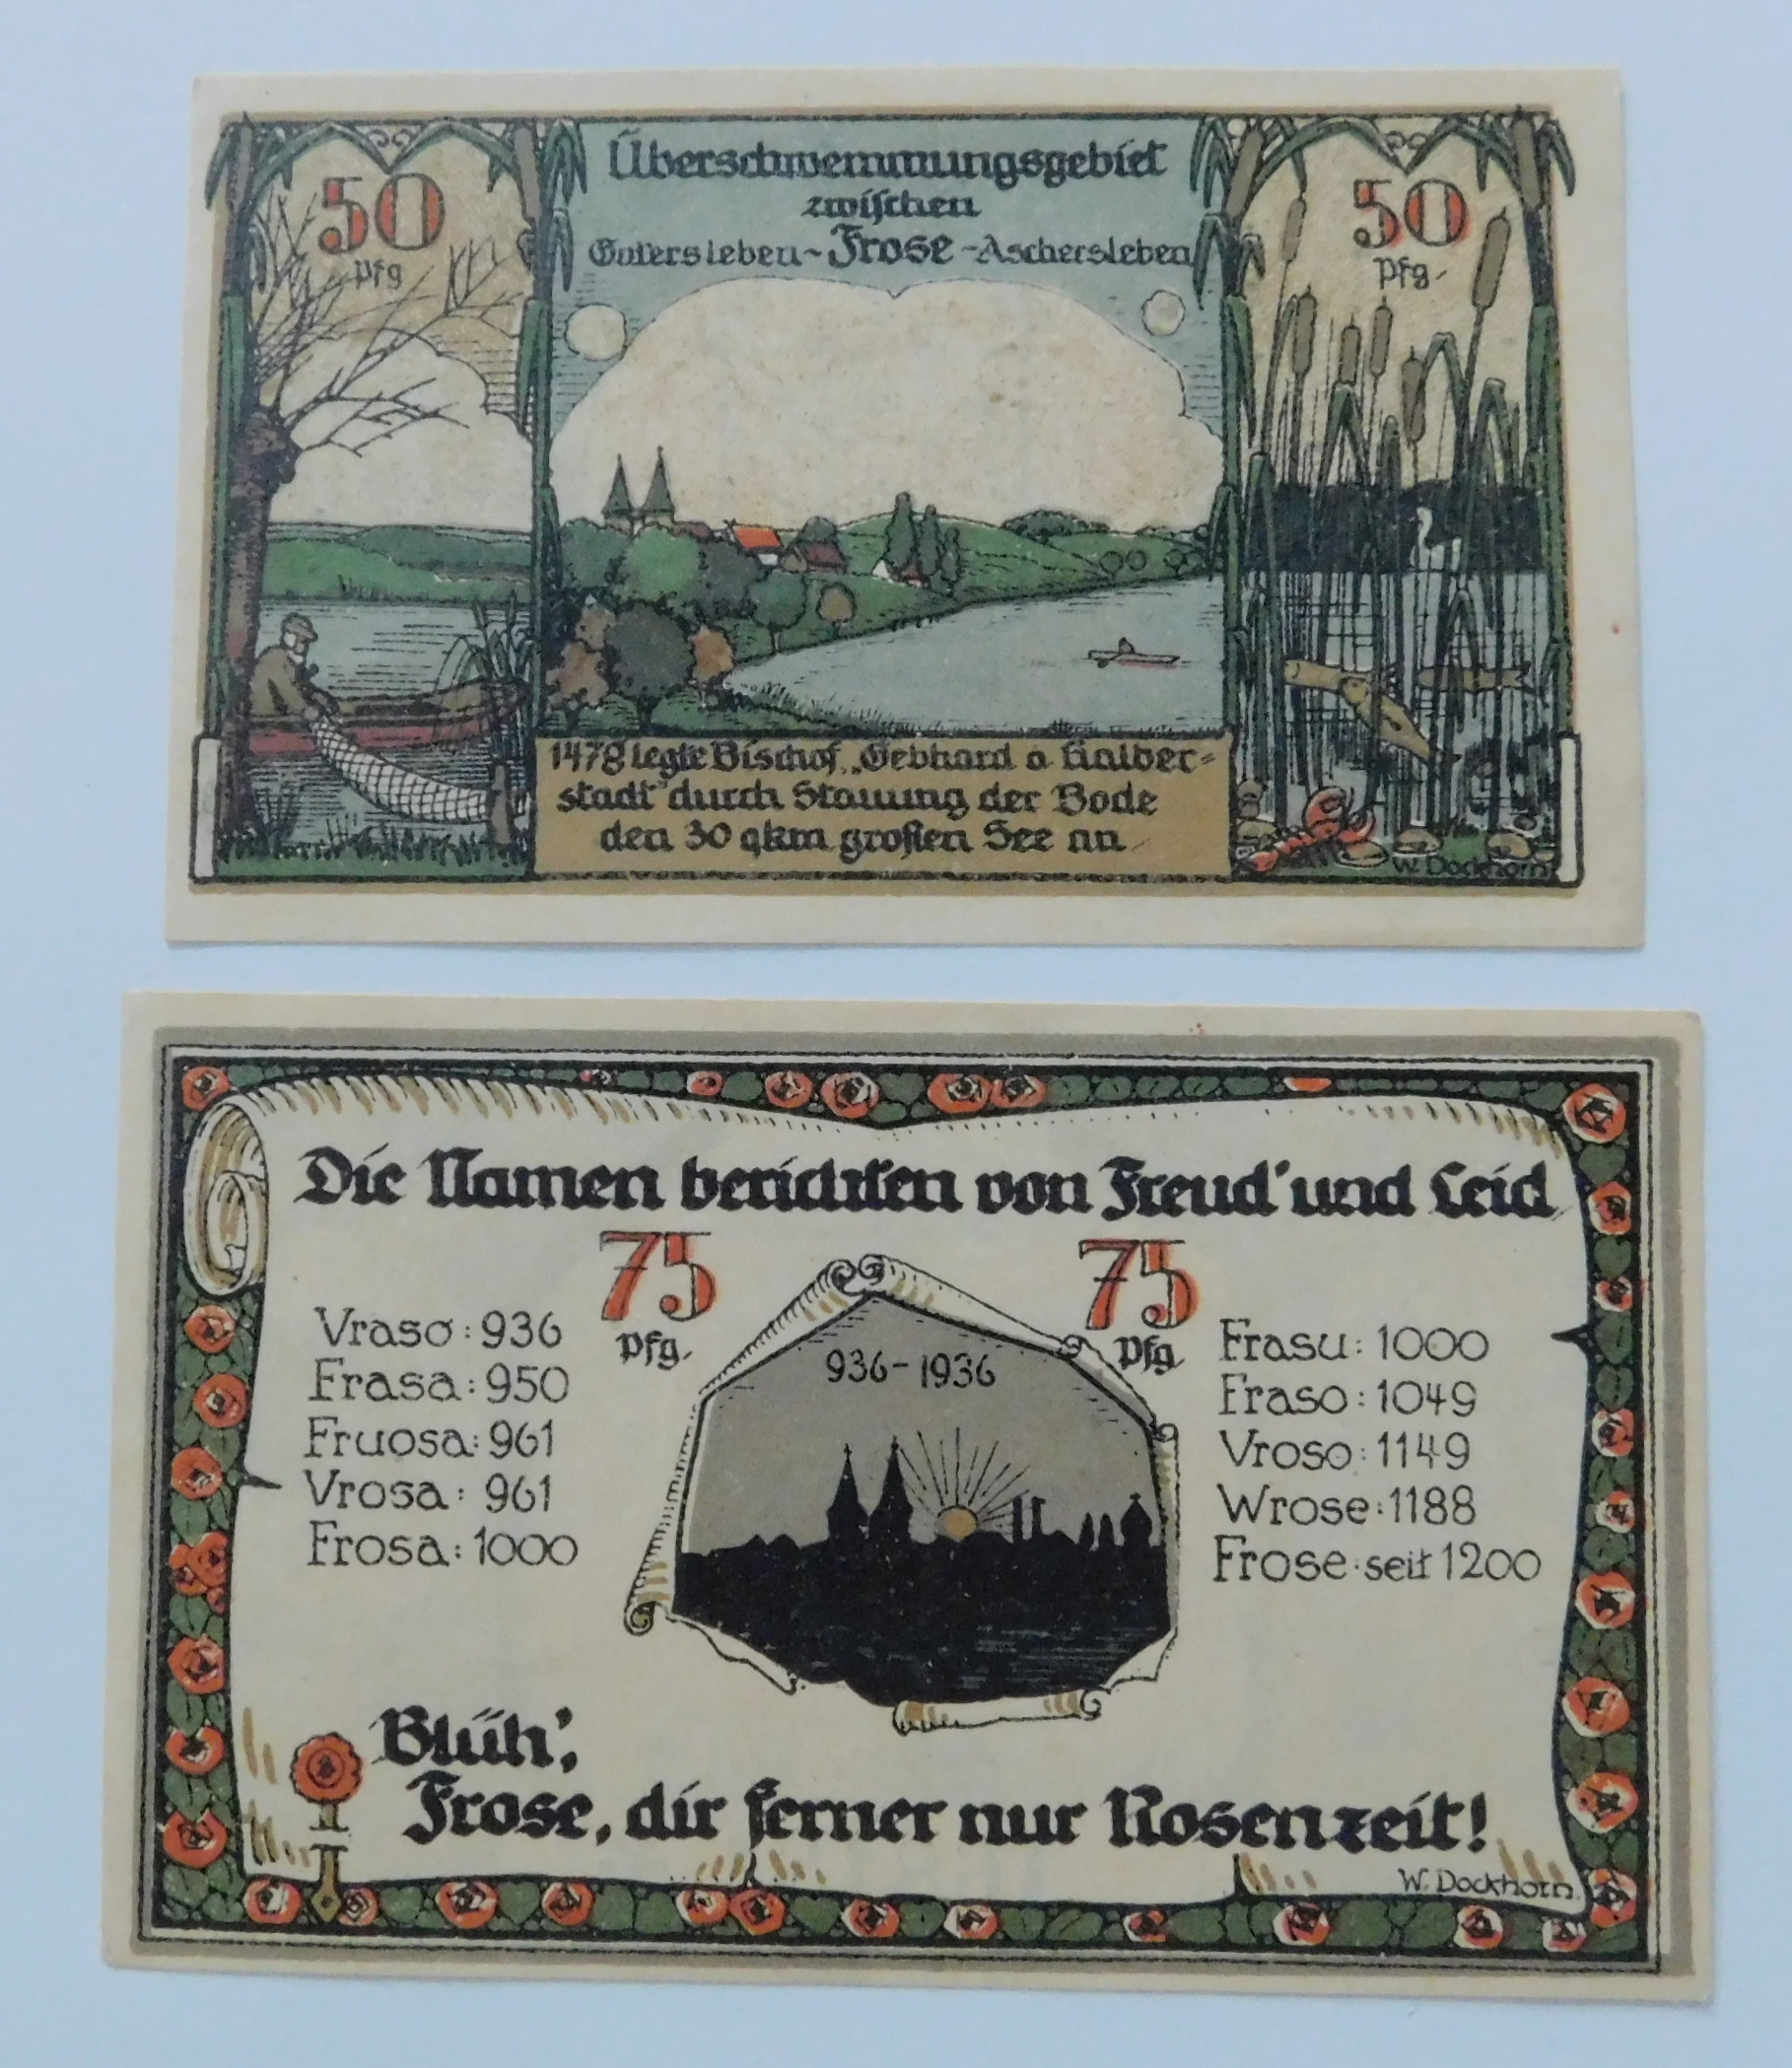 50
Pfg
Überschwemmungsgebiet
zwischen
Gatersleben-Frose-Aschersleben
50
Pfg.
1478 legte Bischof „Gebhard v. Halber=
stadt" durch Stauung der Bode
den 30 qkm großen See an
W. Dockhorn
Die Namen berichten von Freud' und Leid
75
Pfg.
75
Pfg.
Vraso: 936
Frasa: 950
Fruosa: 961
Vrosa: 961
Frosa: 1000
936-1936
Frasu: 1000
Fraso: 1049
Vroso: 1149
Wrose: 1188
Frose: seit 1200
Blüh',
Frose, dir ferner nur Rosenzeit!
W. Dockhorn.